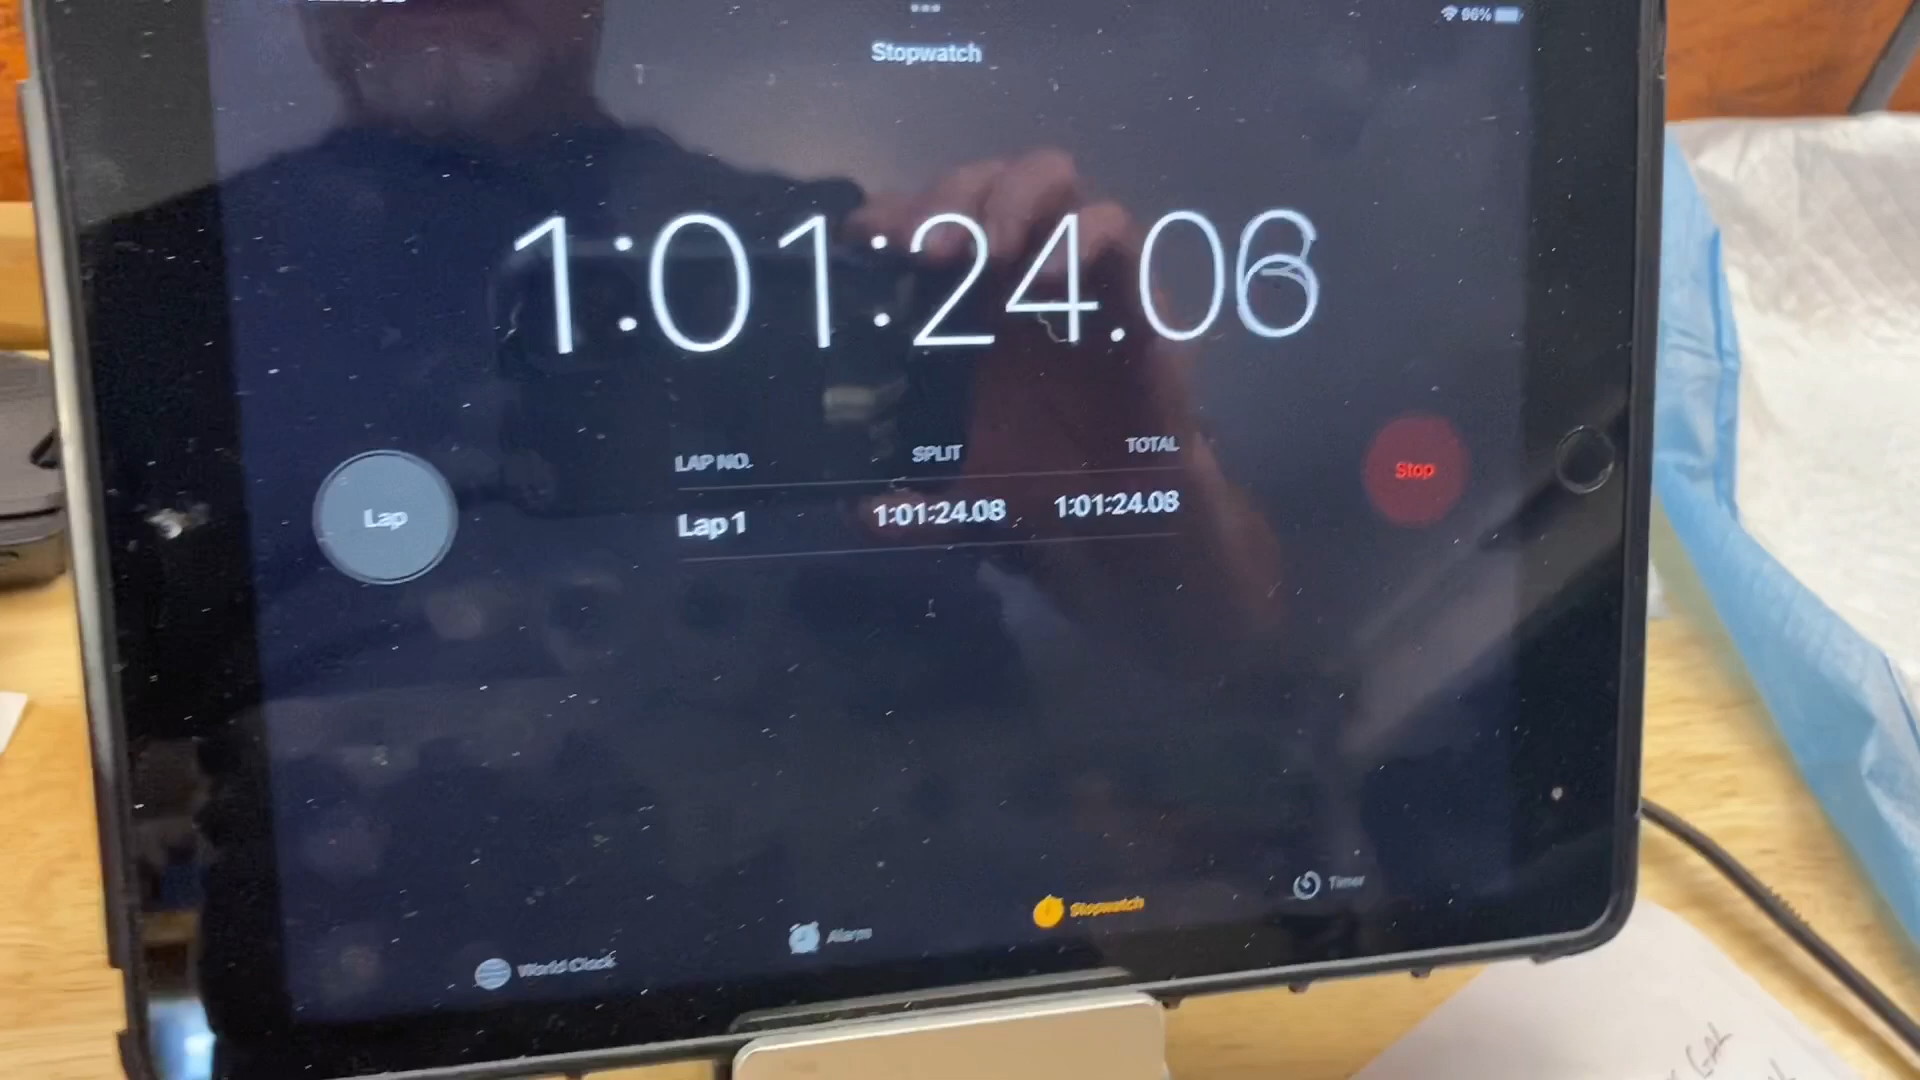 96%
Stopwatch
1:01:24.06
LAP NO. SPLIT TOTAL
Lap 1 1:01:24.08 1:01:24.08
Lap
Stop
World Clock Alarm Stopwatch Timer